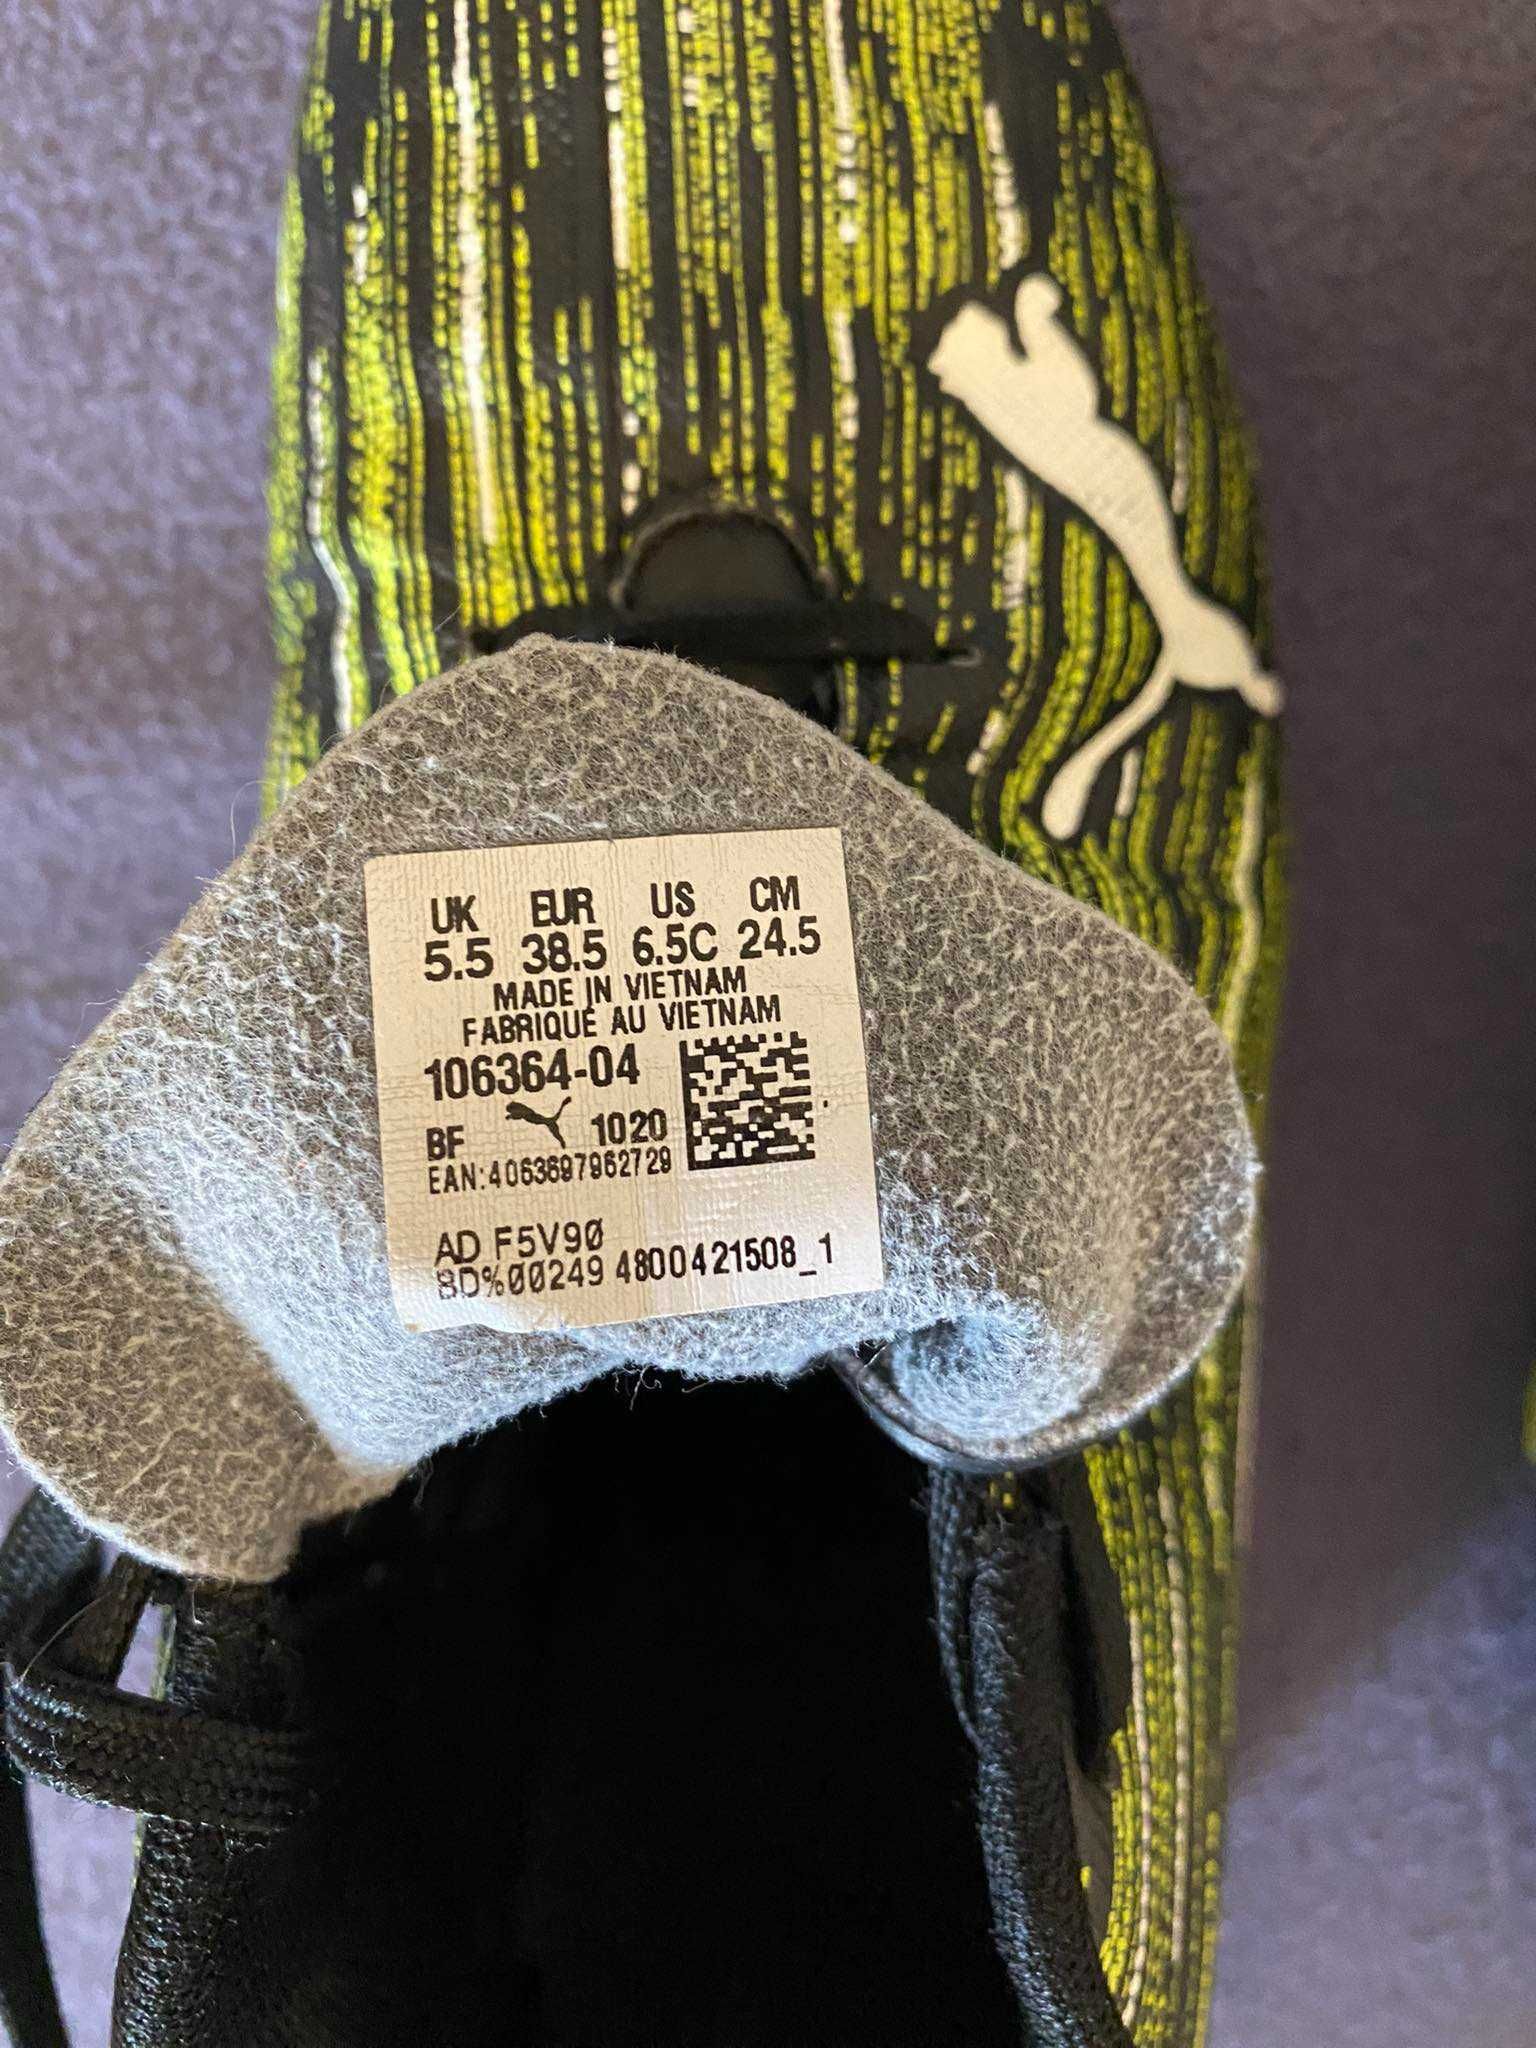 UK EUR US CM
5.5 38.5 6.5C 24.5
MADE IN VIETNAM
FABRIQUÉ AU VIETNAM
106364-04
BF 1020
EAN:4063697962729
AD F5V90
8D%00249 4800421508_1